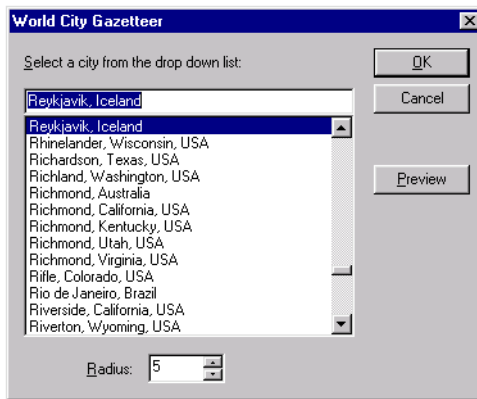 World City Gazetteer
Select a city from the drop down list:
OK
Reykjavik, Iceland
Cancel
Reykjavik, Iceland
Rhinelander, Wisconsin, USA
Richardson, Texas, USA
Richland, Washington, USA
Richmond, Australia
Richmond, California, USA
Richmond, Kentucky, USA
Richmond, Utah, USA
Richmond, Virginia, USA
Rifle, Colorado, USA
Rio de Janeiro, Brazil
Riverside, California, USA
Riverton, Wyoming, USA
Preview
Radius: 5